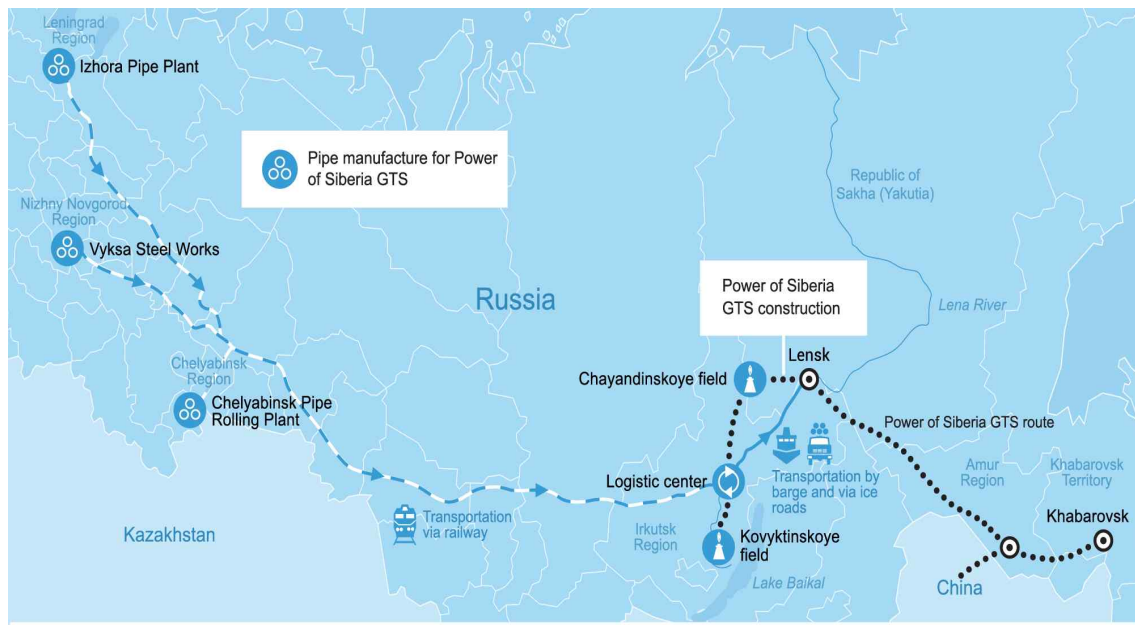 Leningrad
Region
Izhora Pipe Plant
Pipe manufacture for Power
of Siberia GTS
Nizhny Novgorod
Region
Vyksa Steel Works
Republic of
Sakha (Yakutia)
Russia
Power of Siberia
GTS construction
Lena River
Chelyabinsk
Region
Chelyabinsk Pipe
Rolling Plant
Lensk
Chayandinskoye field
Power of Siberia GTS route
Logistic center
Transportation by
barge and via ice
roads
Amur
Region
Khabarovsk
Territory
Transportation
via railway
Kazakhstan
Irkutsk
Region
Kovyktinskoye
field
Khabarovsk
Lake Baikal
China